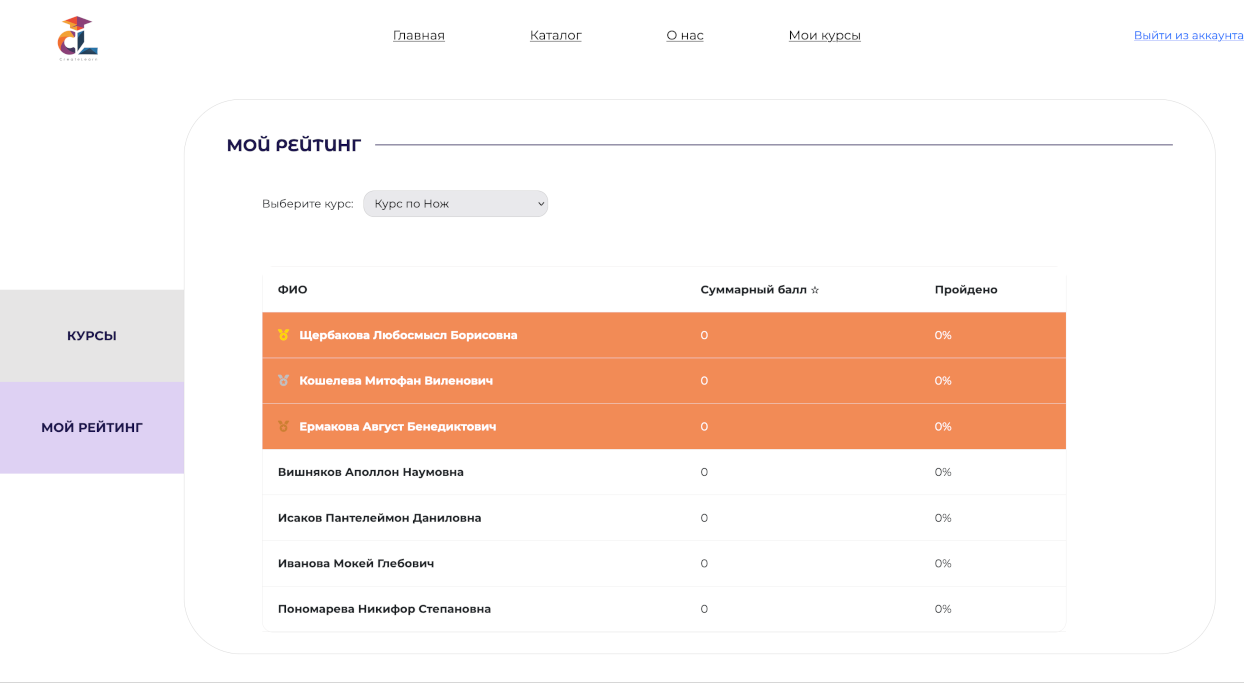 CL
Главная Каталог О нас Мои курсы Выйти из аккаунта
МОЙ РЕЙТИНГ
Выберите курс: Курс по Нож
ФИО Суммарный балл ☆ Пройдено
Щербакова Любосмысл Борисовна 0 0%
КУРСЫ
Кошелева Митофан Виленович 0 0%
Ермакова Август Бенедиктович 0 0%
МОЙ РЕЙТИНГ
Вишняков Аполлон Наумовна 0 0%
Исаков Пантелеймон Даниловна 0 0%
Иванова Мокей Глебович 0 0%
Пономарева Никифор Степановна 0 0%